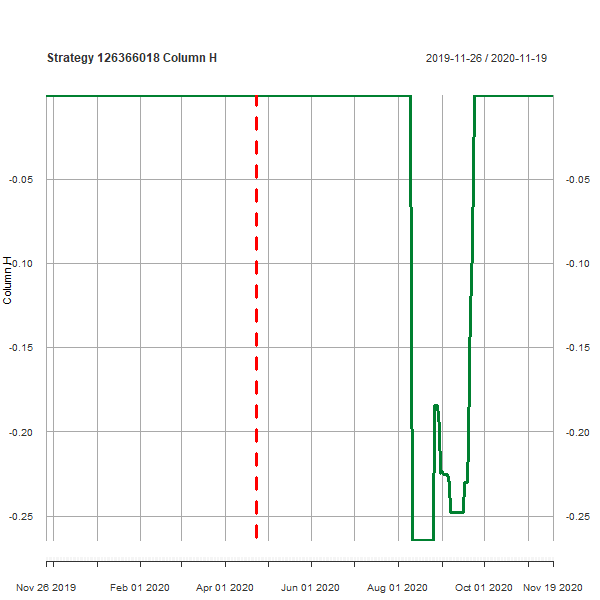 Strategy 126366018 Column H
2019-11-26 / 2020-11-19
-0.05
-0.05
-0.10
-0.10
Column H
-0.15
-0.15
-0.20
-0.20
-0.25
-0.25
Nov 26 2019
Feb 01 2020
Apr 01 2020
Jun 01 2020
Aug 01 2020
Oct 01 2020
Nov 19 2020